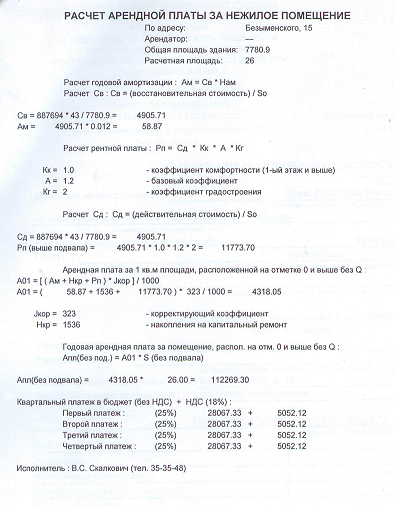 РАСЧЕТ АРЕНДНОЙ ПЛАТЫ ЗА НЕЖИЛОЕ ПОМЕЩЕНИЕ
По адресу: Безыменского, 15
Арендатор: ---
Общая площадь здания: 7780.9
Расчетная площадь: 26
Расчет годовой амортизации : Ам = Св * Нам
Расчет Св : Св = (восстановительная стоимость) / So
Св = 887694 * 43 / 7780.9 = 4905.71
Ам = 4905.71 * 0.012 = 58.87
Расчет рентной платы : Рп = Сд * Кк * А * Кг
Кк = 1.0 - коэффициент комфортности (1-ый этаж и выше)
А = 1.2 - базовый коэффициент
Кг = 2 - коэффициент градостроения
Расчет Сд : Сд = (действительная стоимость) / So
Сд = 887694 * 43 / 7780.9 = 4905.71
Рп (выше подвала) = 4905.71 * 1.0 * 1.2 * 2 = 11773.70
Арендная плата за 1 кв.м площади, расположенной на отметке 0 и выше без Q :
А01 = [ ( Ам + Нкр + Рп ) * Jкор ] / 1000
А01 = ( 58.87 + 1536 + 11773.70 ) * 323 / 1000 = 4318.05
Jкор = 323 - корректирующий коэффициент
Нкр = 1536 - накопления на капитальный ремонт
Годовая арендная плата за помещение, распол. на отм. 0 и выше без Q :
Апл(без под.) = А01 * S (без подвала)
Апл(без подвала) = 4318.05 * 26.00 = 112269.30
Квартальный платеж в бюджет (без НДС) + НДС (18%) :
Первый платеж : (25%) 28067.33 + 5052.12
Второй платеж : (25%) 28067.33 + 5052.12
Третий платеж : (25%) 28067.33 + 5052.12
Четвертый платеж : (25%) 28067.33 + 5052.12
Исполнитель : В.С. Скалкович (тел. 35-35-48)